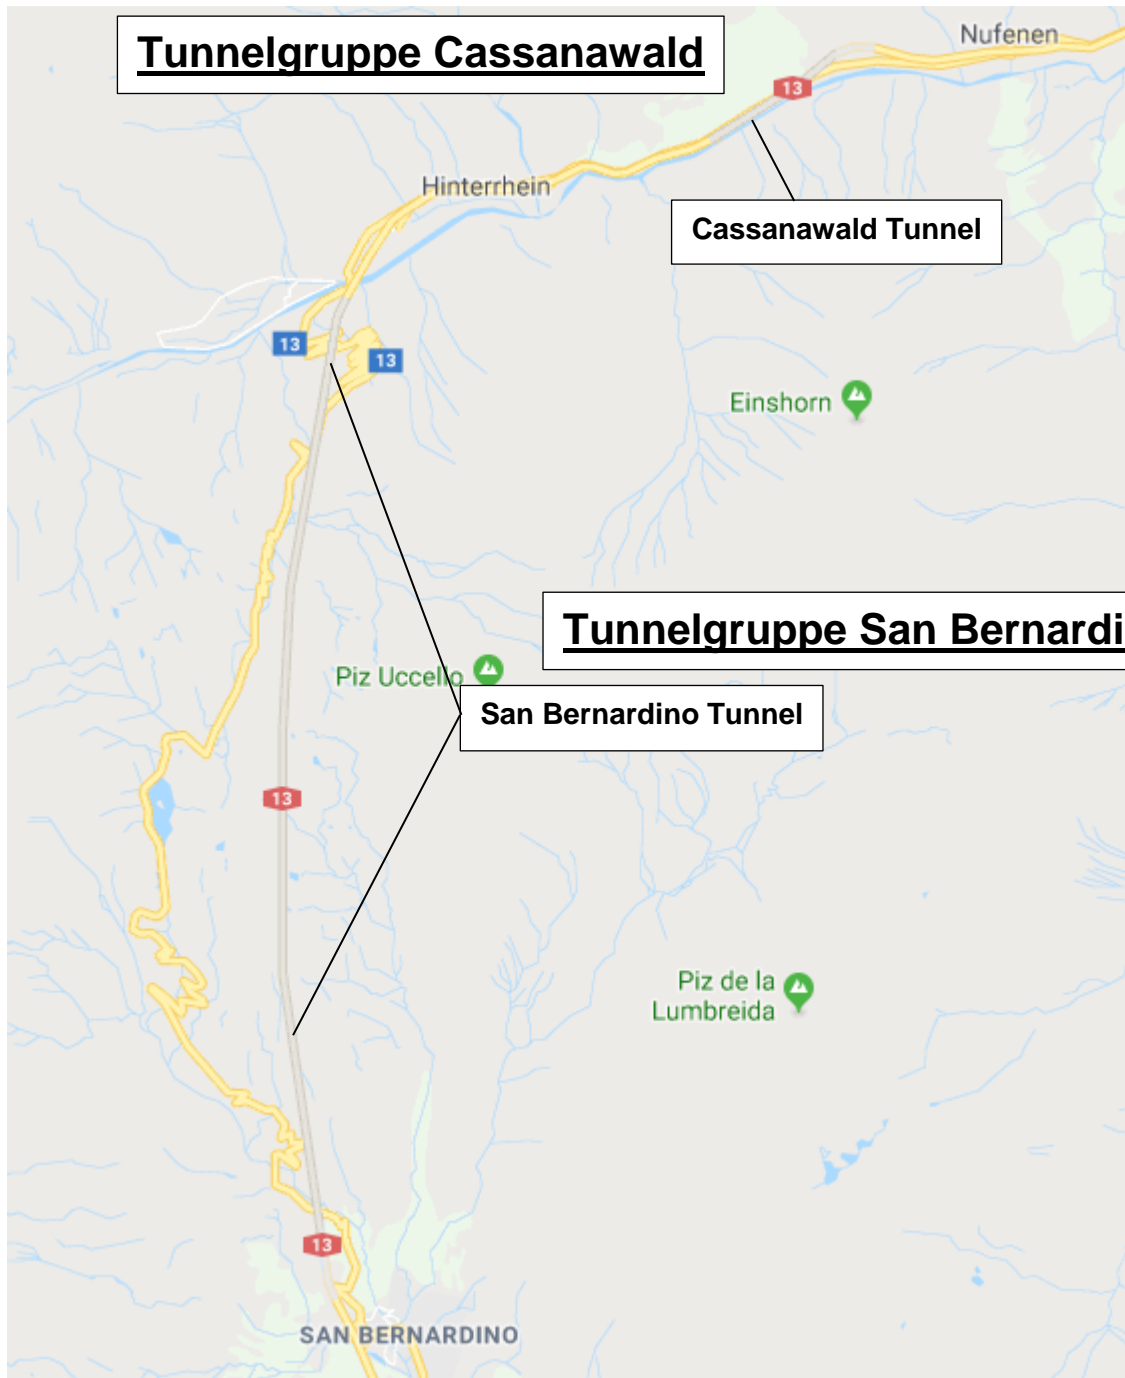 Tunnelgruppe Cassanawald
Nufenen
13
Hinterrhein
Cassanawald Tunnel
13
13
Einshorn
Tunnelgruppe San Bernardi
Piz Uccello
San Bernardino Tunnel
13
Piz de la
Lumbreida
13
SAN BERNARDINO